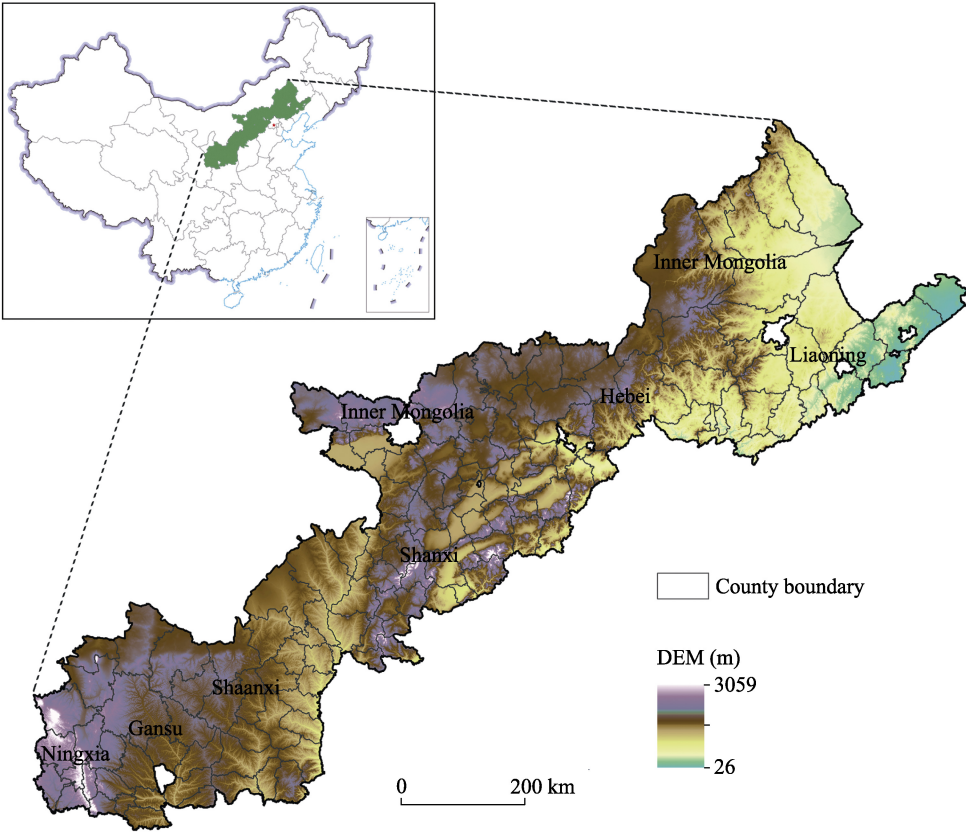 Inner Mongolia
Liaoning
Hebei
Inner Mongolia
Shanxi
County boundary
DEM (m)
3059
26
Shaanxi
Gansu
Ningxia
0 200 km